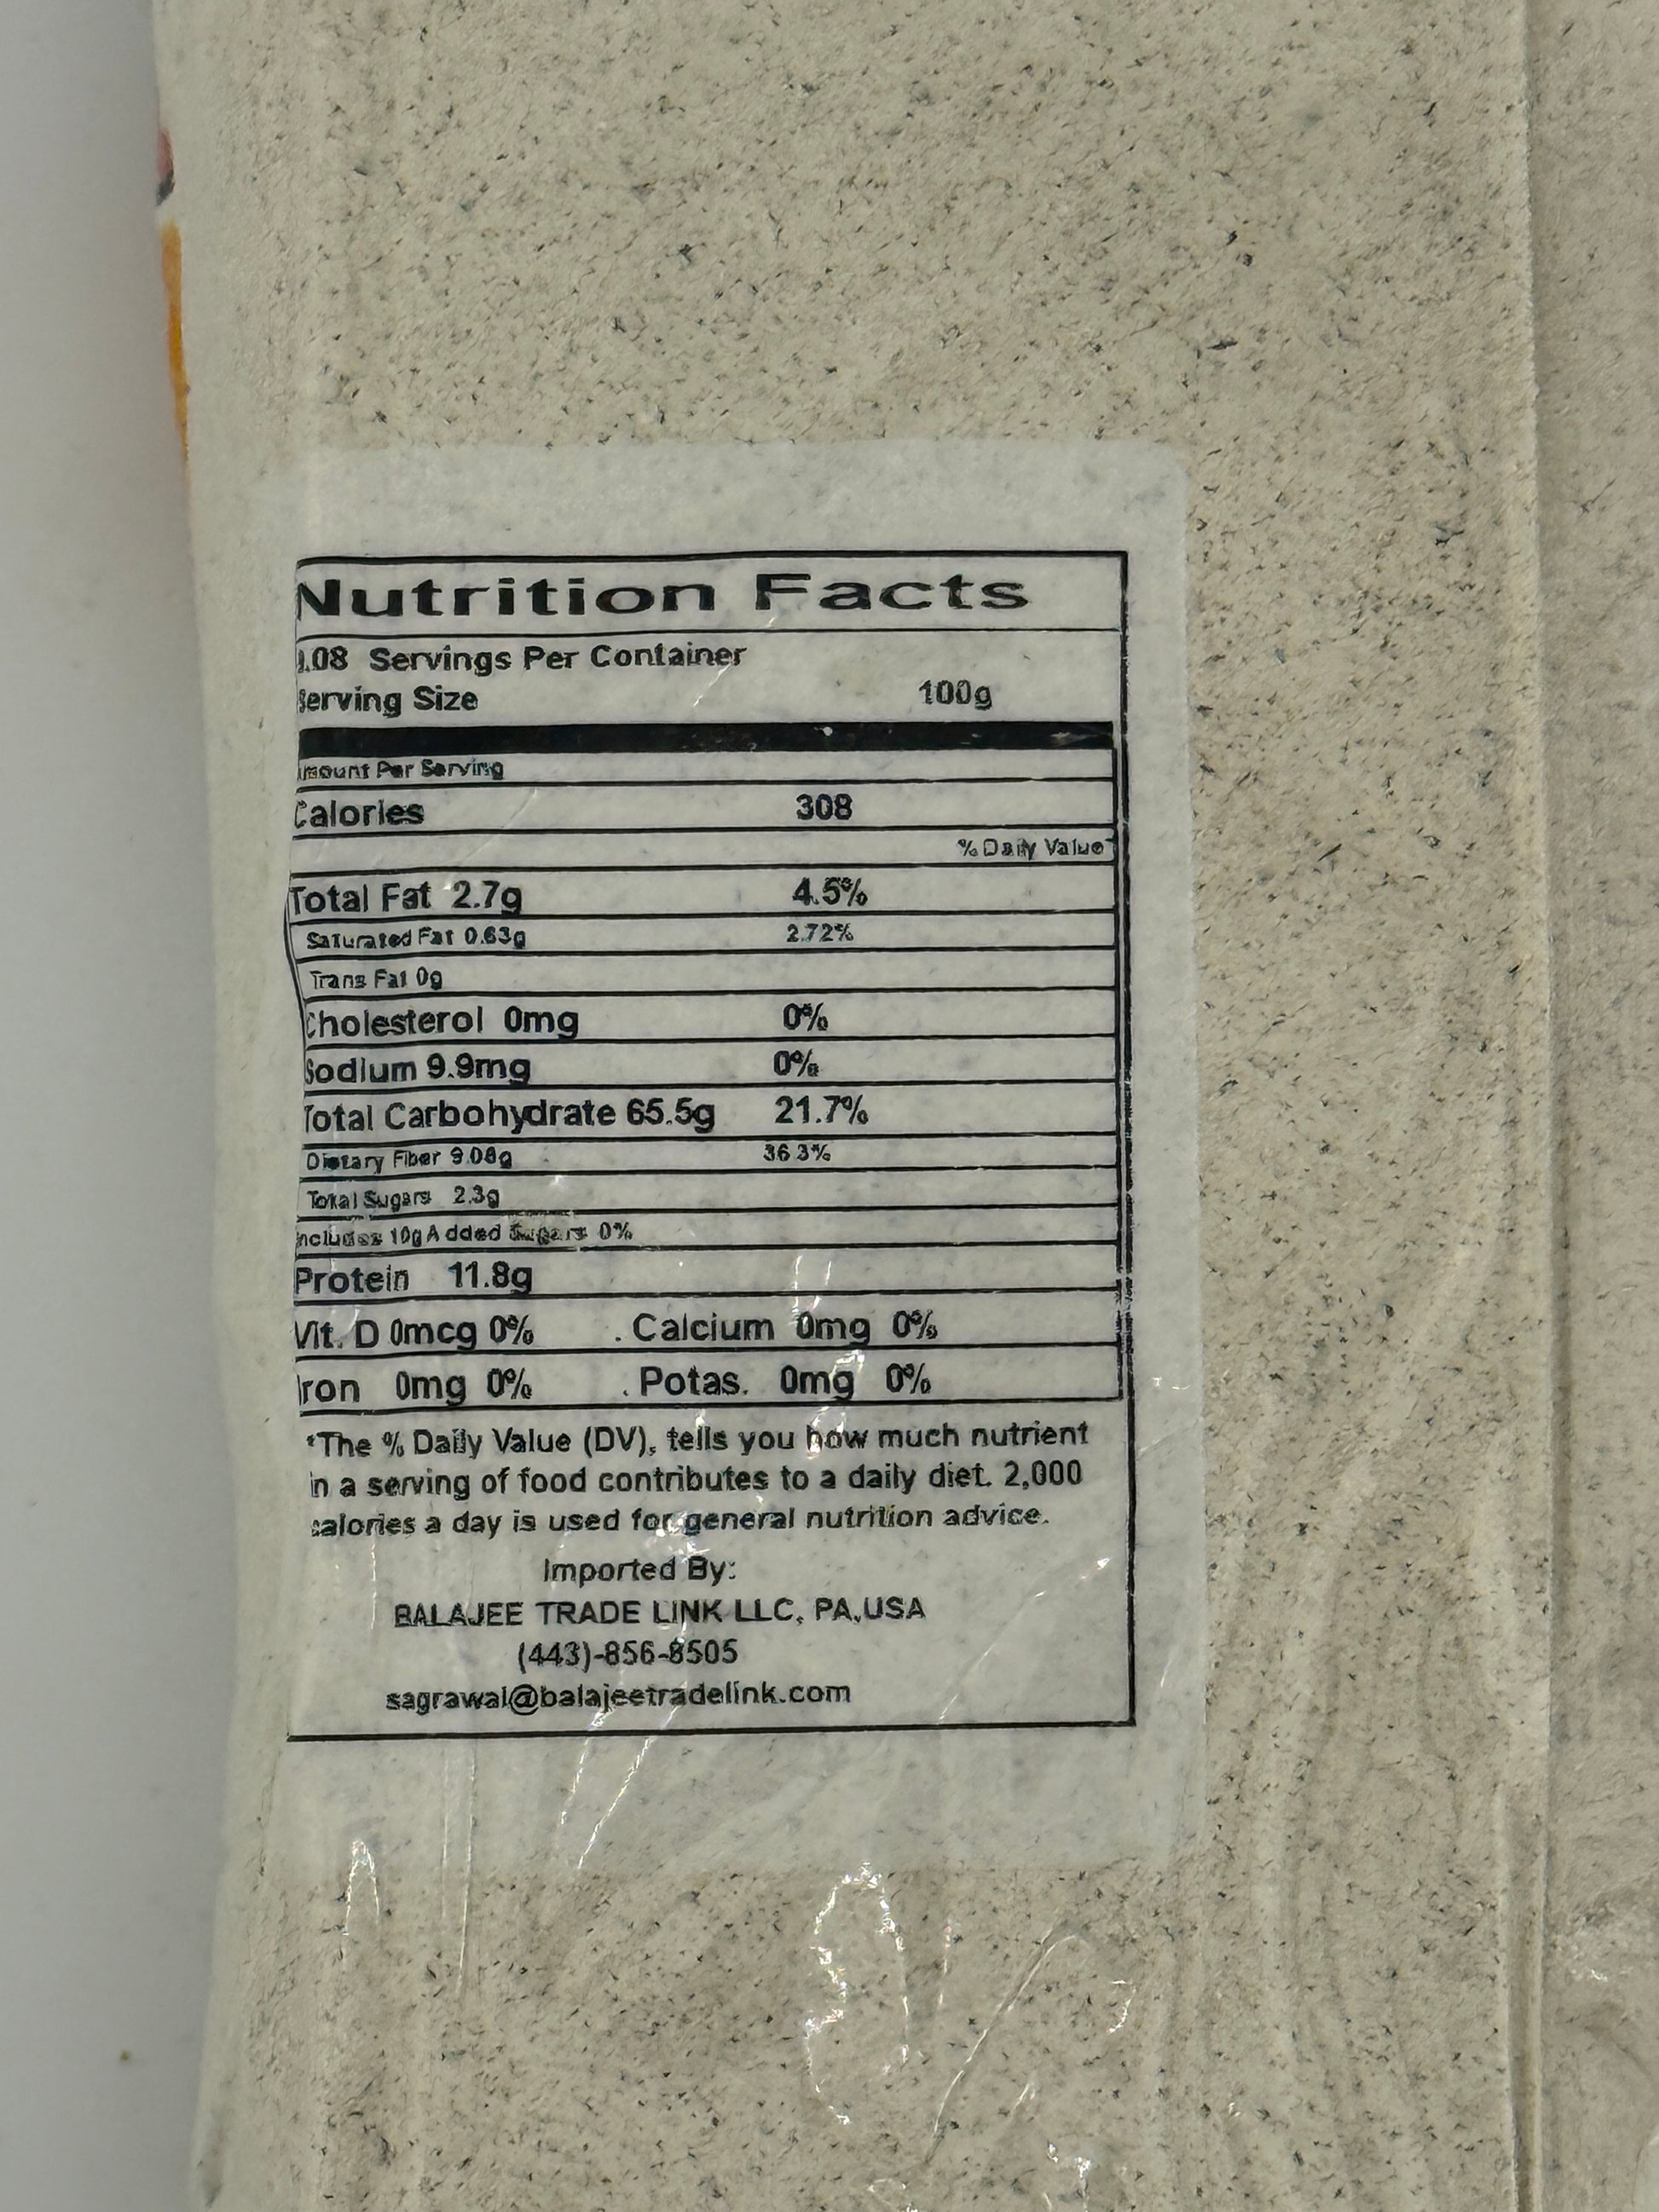 Nutrition Facts
.08 Servings Per Container
Serving Size 100g
Amount Per Serving
Calories 308
% Daily Value*
Total Fat 2.7g 4.5%
Saturated Fat 0.63g 2.72%
Trans Fat 0g
Cholesterol 0mg 0%
Sodium 9.9mg 0%
Total Carbohydrate 65.5g 21.7%
Dietary Fiber 9.08g 36.3%
Total Sugars 2.3g
Includes 10g Added Sugars 0%
Protein 11.8g
Vit. D 0mcg 0% . Calcium 0mg 0%
Iron 0mg 0% . Potas. 0mg 0%
*The % Daily Value (DV), tells you how much nutrient
in a serving of food contributes to a daily diet. 2,000
calories a day is used for general nutrition advice.
Imported By:
BALAJEE TRADE LINK LLC, PA,USA
(443)-856-8505
sagrawal@balajeetradelink.com